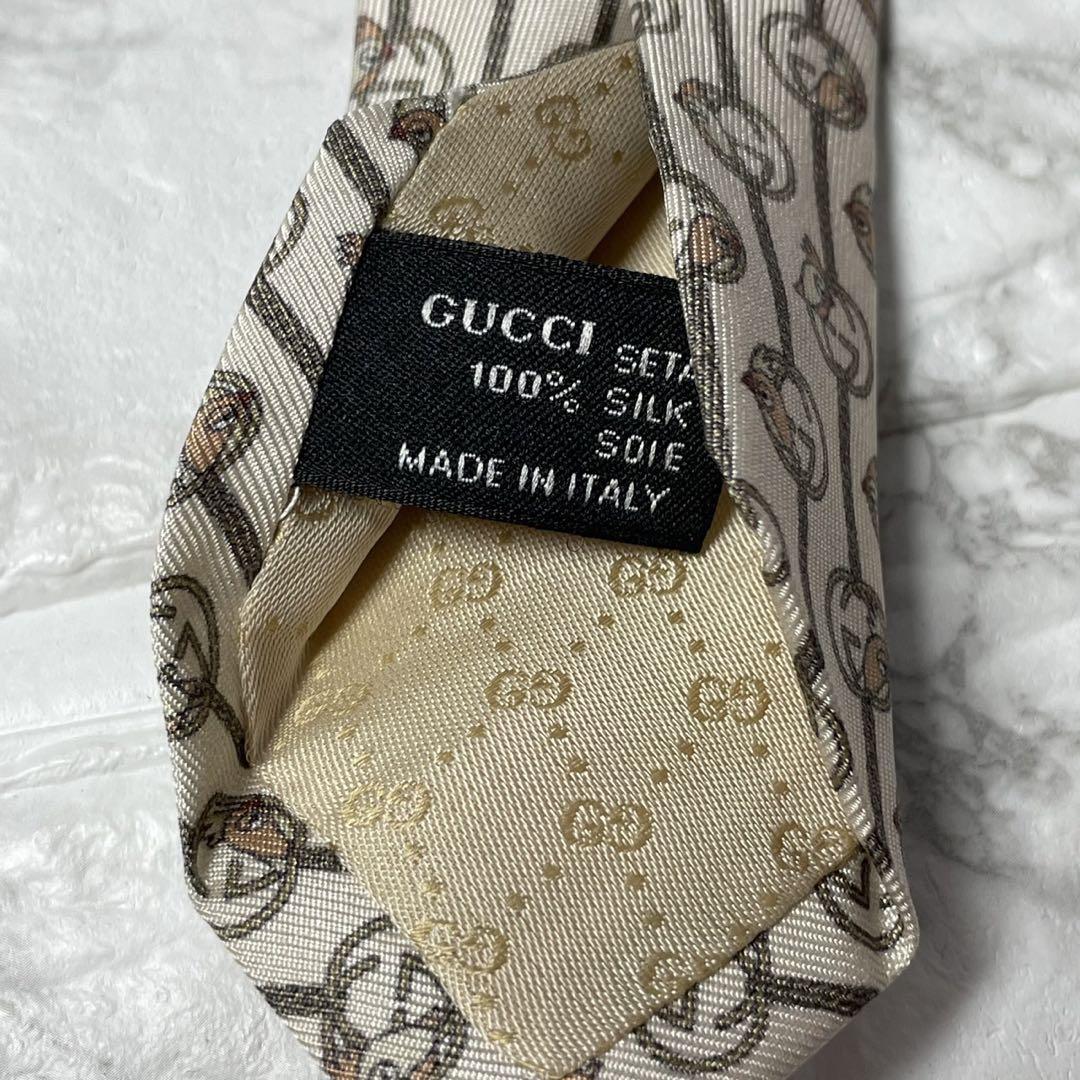 GUCCI SETA
100% SILK
SOIE
MADE IN ITALY